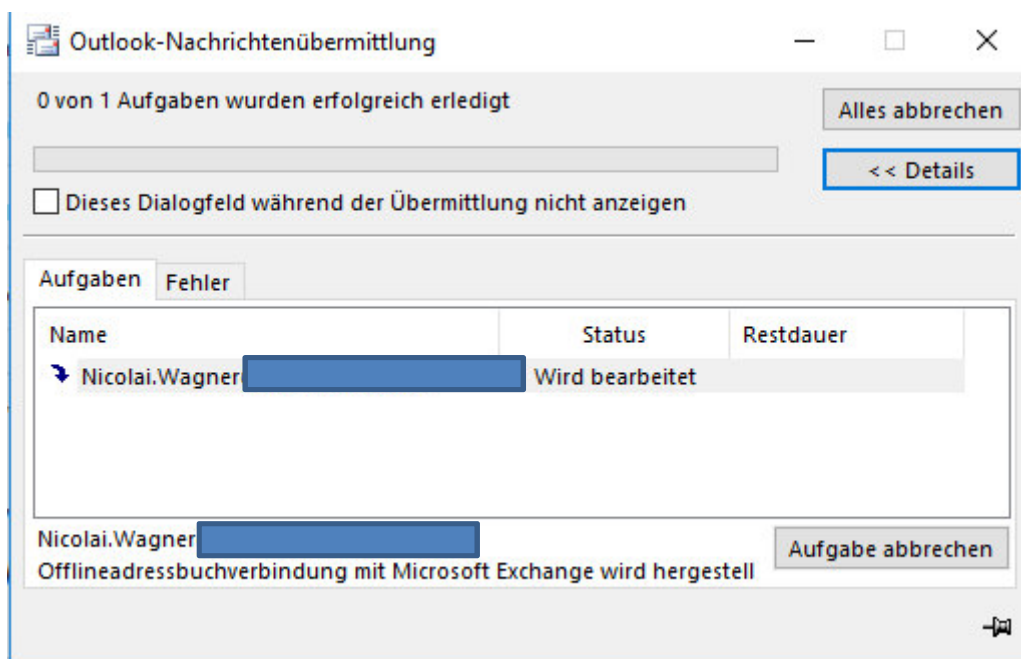 Outlook-Nachrichtenübermittlung
0 von 1 Aufgaben wurden erfolgreich erledigt
Alles abbrechen
<< Details
Dieses Dialogfeld während der Übermittlung nicht anzeigen
Aufgaben Fehler
Name Status Restdauer
Nicolai.Wagner Wird bearbeitet
Nicolai.Wagner
Aufgabe abbrechen
Offlineadressbuchverbindung mit Microsoft Exchange wird hergestell